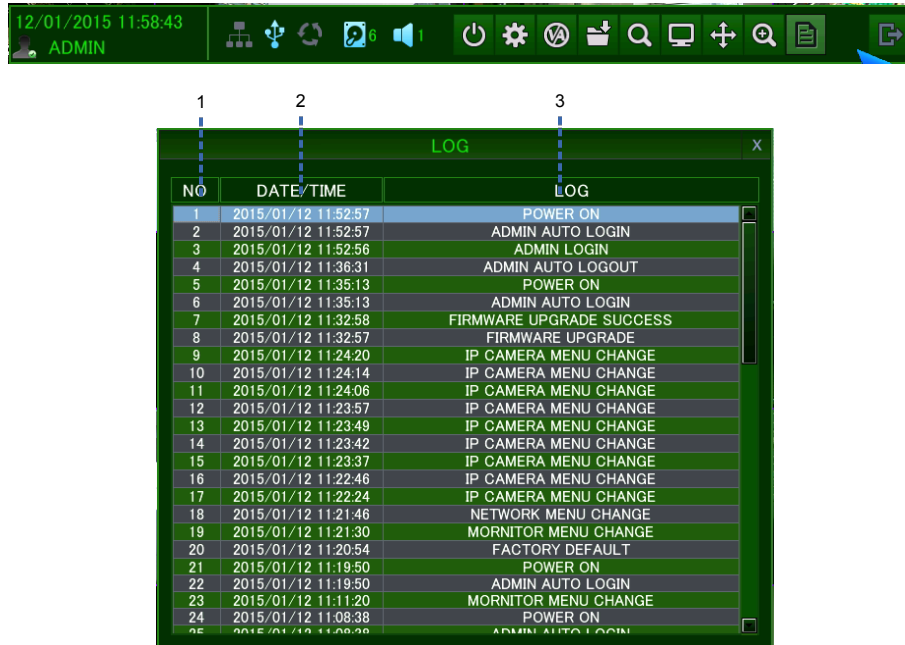 12/01/2015 11:58:43
ADMIN 6 1 VA
1 2 3
LOG X
NO DATE/TIME LOG
1 2015/01/12 11:52:57 POWER ON
2 2015/01/12 11:52:57 ADMIN AUTO LOGIN
3 2015/01/12 11:52:56 ADMIN LOGIN
4 2015/01/12 11:36:31 ADMIN AUTO LOGOUT
5 2015/01/12 11:35:13 POWER ON
6 2015/01/12 11:35:13 ADMIN AUTO LOGIN
7 2015/01/12 11:32:58 FIRMWARE UPGRADE SUCCESS
8 2015/01/12 11:32:57 FIRMWARE UPGRADE
9 2015/01/12 11:24:20 IP CAMERA MENU CHANGE
10 2015/01/12 11:24:14 IP CAMERA MENU CHANGE
11 2015/01/12 11:24:06 IP CAMERA MENU CHANGE
12 2015/01/12 11:23:57 IP CAMERA MENU CHANGE
13 2015/01/12 11:23:49 IP CAMERA MENU CHANGE
14 2015/01/12 11:23:42 IP CAMERA MENU CHANGE
15 2015/01/12 11:23:37 IP CAMERA MENU CHANGE
16 2015/01/12 11:22:46 IP CAMERA MENU CHANGE
17 2015/01/12 11:22:24 IP CAMERA MENU CHANGE
18 2015/01/12 11:21:46 NETWORK MENU CHANGE
19 2015/01/12 11:21:30 MORNITOR MENU CHANGE
20 2015/01/12 11:20:54 FACTORY DEFAULT
21 2015/01/12 11:19:50 POWER ON
22 2015/01/12 11:19:50 ADMIN AUTO LOGIN
23 2015/01/12 11:11:20 MORNITOR MENU CHANGE
24 2015/01/12 11:08:38 POWER ON
25 2015/01/12 11:08:38 ADMIN AUTO LOGIN